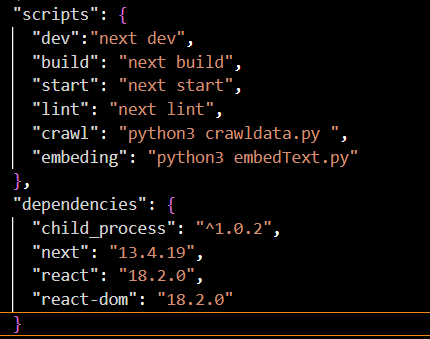 "scripts": {
"dev":"next dev",
"build": "next build",
"start": "next start",
"lint": "next lint",
"crawl": "python3 crawldata.py ",
"embeding": "python3 embedText.py"
},
"dependencies": {
"child_process": "^1.0.2",
"next": "13.4.19",
"react": "18.2.0",
"react-dom": "18.2.0"
}